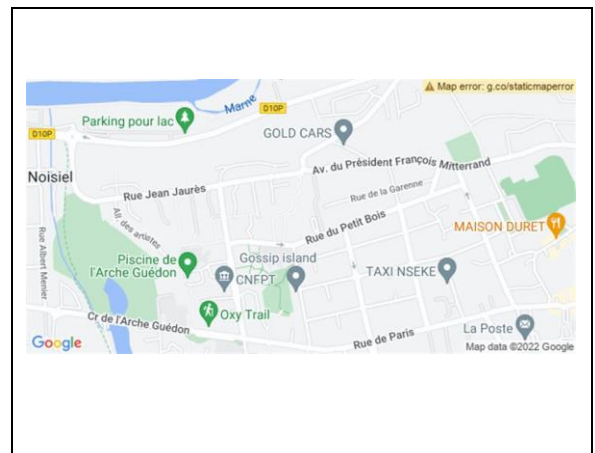 Map error: g.co/staticmaperror
Marne
D10P
Parking pour lac
D10P
GOLD CARS
Av. du Président François Mitterrand
Noisiel
Rue Jean Jaurès
Rue de la Garenne
All. des artistes
Rue Albert Menier
Rue du Petit Bois
MAISON DURET
Piscine de
l'Arche Guédon
Gossip island
CNFPT
TAXI NSEKE
Oxy Trail
Cr de l'Arche Guédon
Rue de Paris
La Poste
Google
Map data ©2022 Google